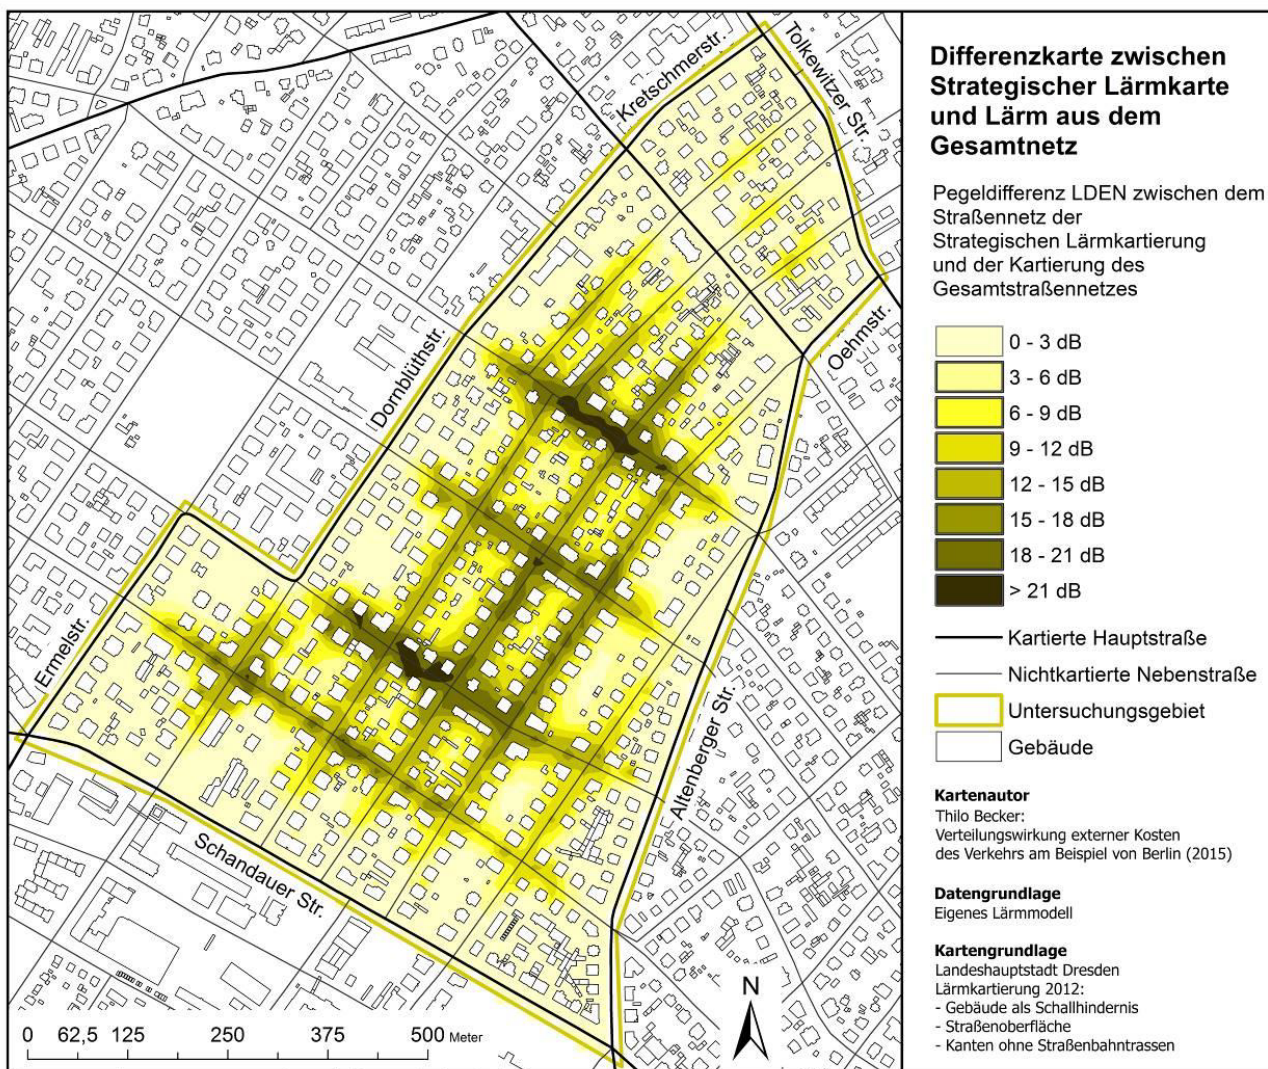 Differenzkarte zwischen
Strategischer Lärmkarte
und Lärm aus dem
Gesamtnetz
Pegeldifferenz LDEN zwischen dem
Straßennetz der
Strategischen Lärmkartierung
und der Kartierung des
Gesamtstraßennetzes
0 - 3 dB
3 - 6 dB
6 - 9 dB
9 - 12 dB
12 - 15 dB
15 - 18 dB
18 - 21 dB
> 21 dB
Kartierte Hauptstraße
Nichtkartierte Nebenstraße
Untersuchungsgebiet
Gebäude
Kartenautor
Thilo Becker:
Verteilungswirkung externer Kosten
des Verkehrs am Beispiel von Berlin (2015)
Datengrundlage
Eigenes Lärmmodell
Kartengrundlage
Landeshauptstadt Dresden
Lärmkartierung 2012:
- Gebäude als Schallhindernis
- Straßenoberfläche
- Kanten ohne Straßenbahntrassen
Kretschmerstr.
Tolkewitzer Str.
Dornblüthstr.
Oehmstr.
Ermelstr.
Altenberger Str.
Schandauer Str.
N
0 62,5 125 250 375 500 Meter